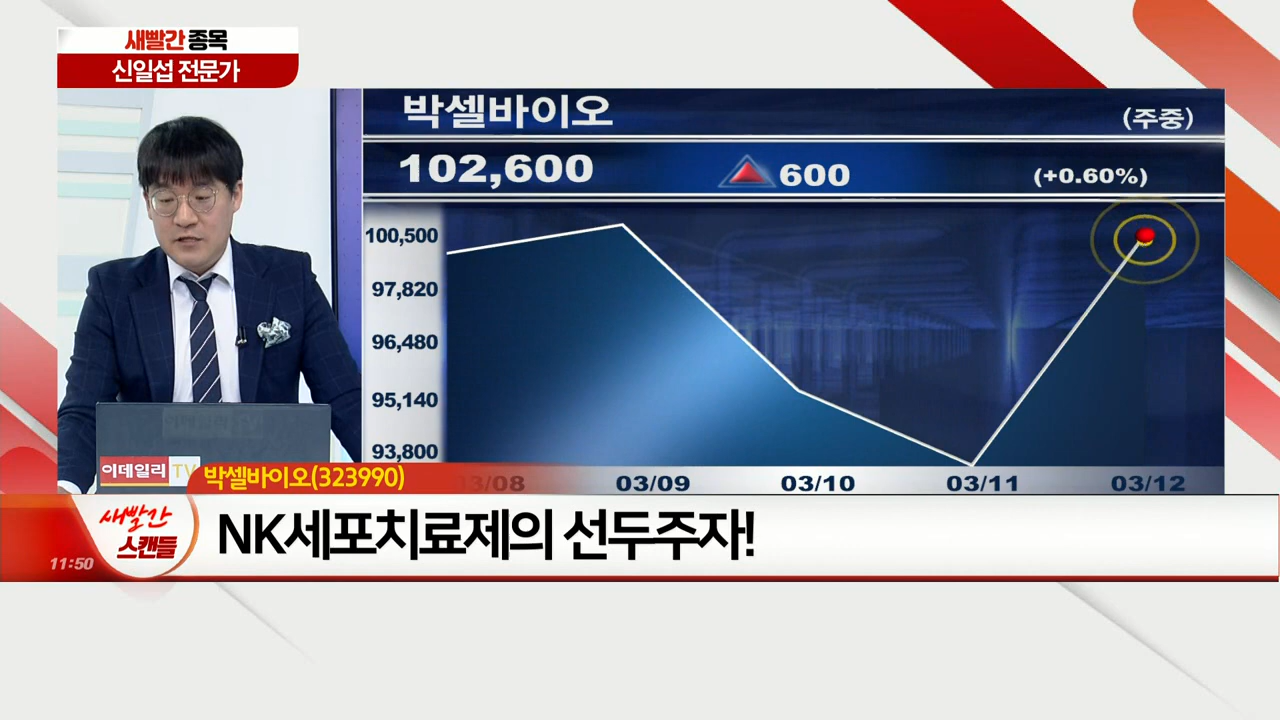 새빨간 종목
신일섭 전문가
박셀바이오
(주중)
102,600
600
(+0.60%)
100,500
97,820
96,480
95,140
93,800
03/08
03/09
03/10
03/11
03/12
이데일리 TV
박셀바이오(323990)
새빨간
스캔들
NK세포치료제의 선두주자!
11:50